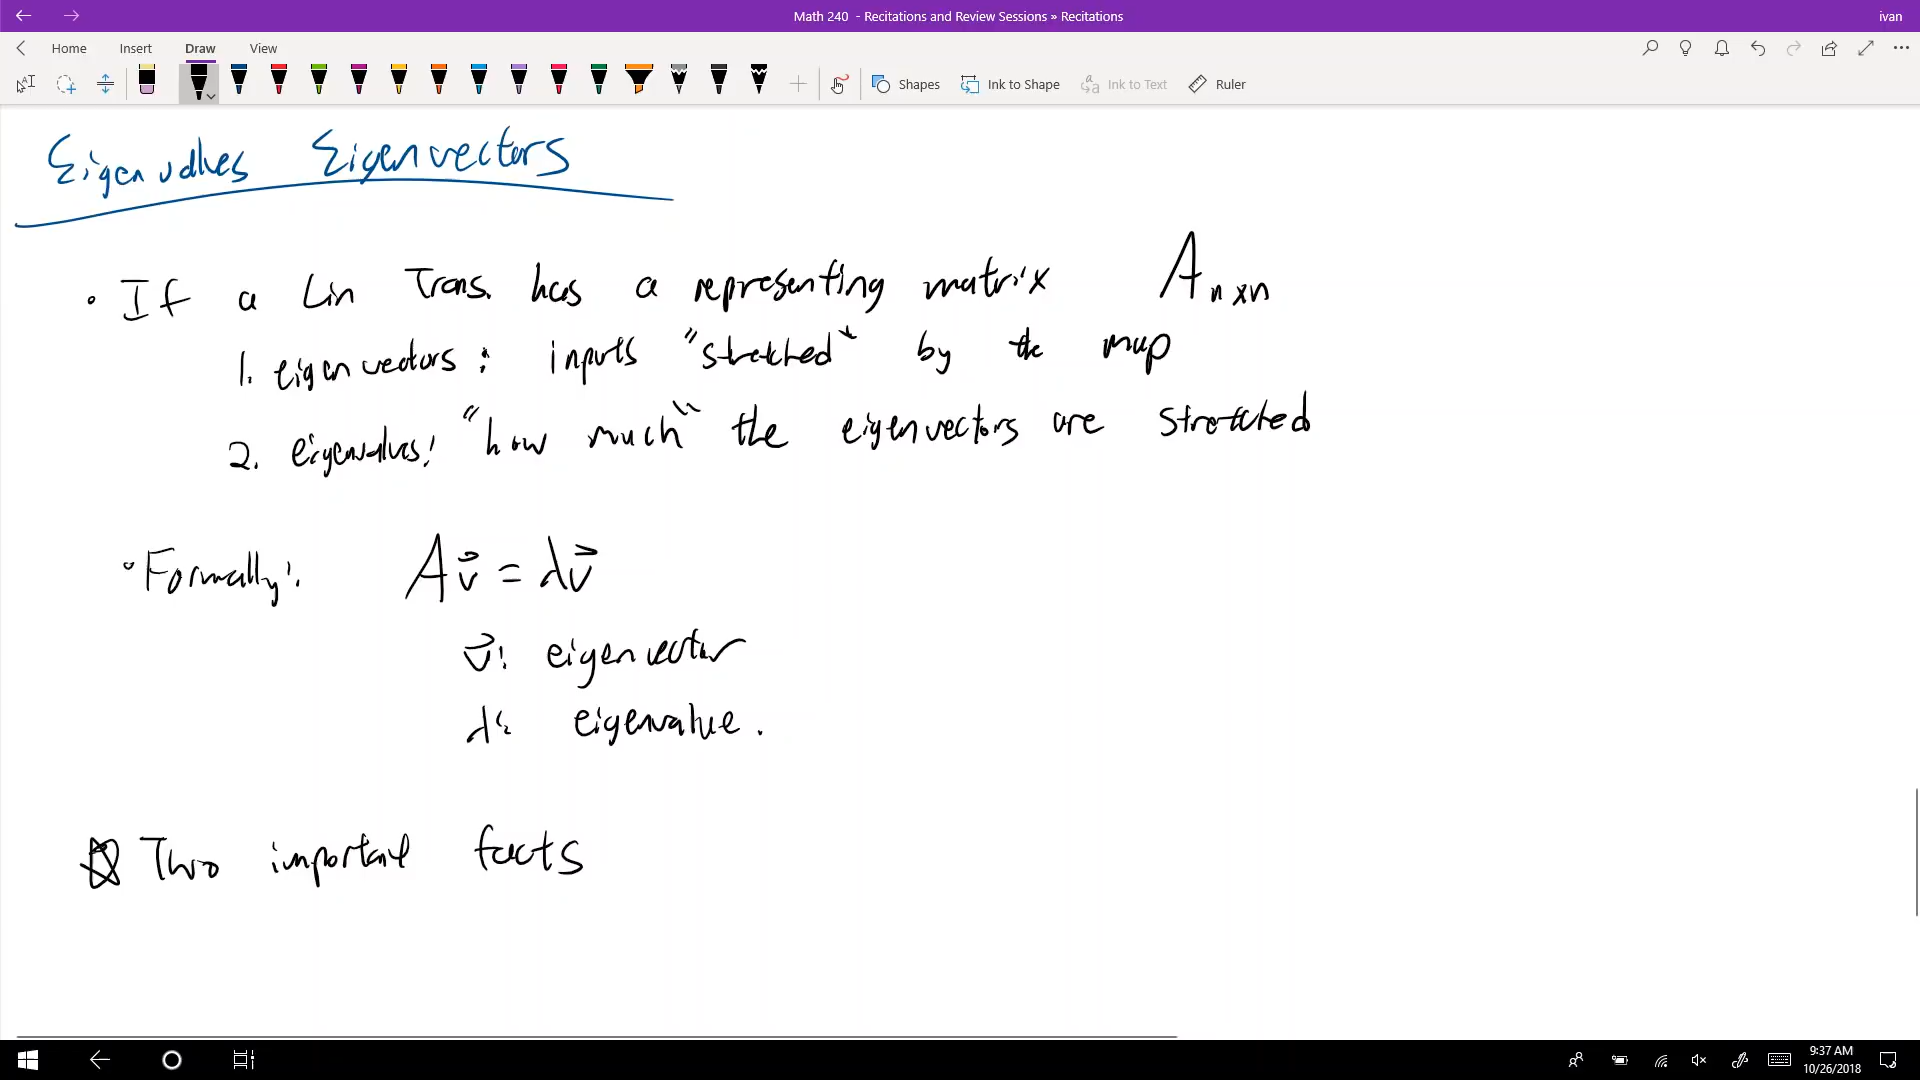 Math 240 - Recitations and Review Sessions » Recitations
ivan
Home Insert Draw View
Shapes Ink to Shape Ink to Text Ruler
Eigenvalues Eigenvectors
• If a Lin Trans. has a representing matrix A n×n
1. eigenvectors: inputs "stretched" by the map
2. eigenvalues: "how much" the eigenvectors are stretched
• Formally: Av⃗ = λv⃗
v⃗: eigenvector
λ: eigenvalue.
☆ Two important facts
9:37 AM
10/26/2018